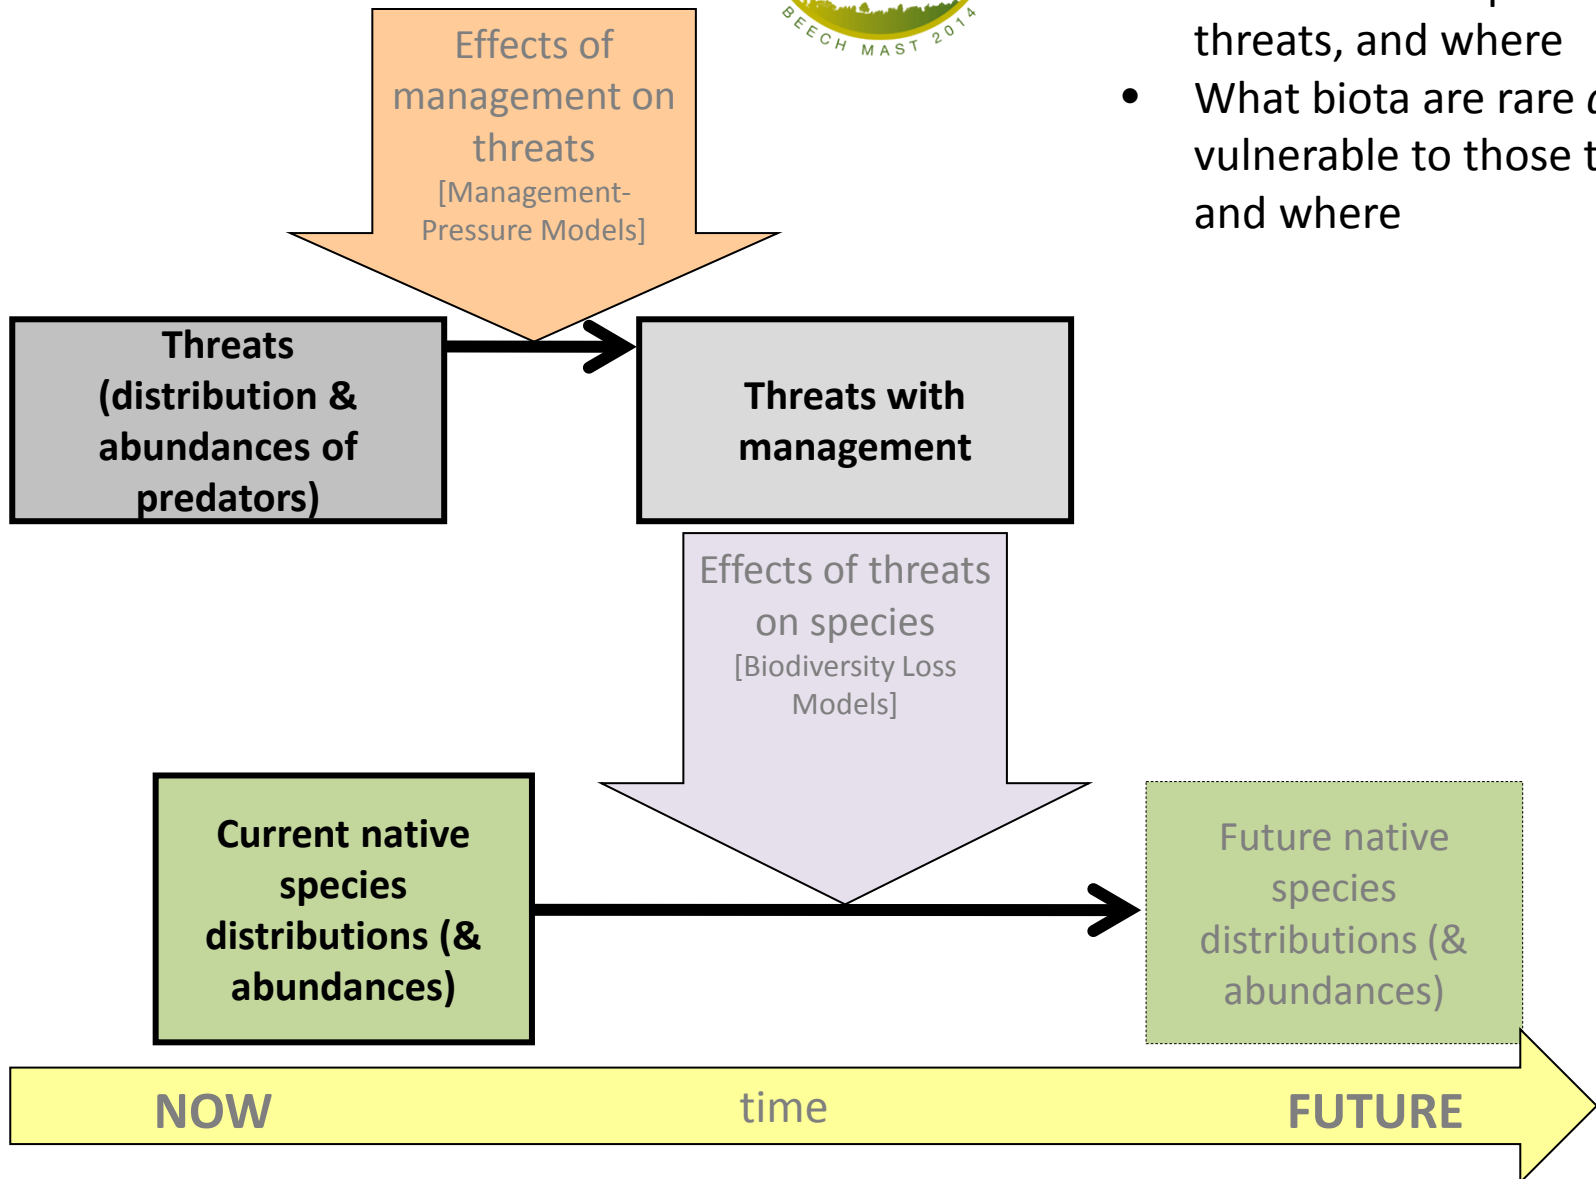 BEECH MAST 2014
threats, and where
• What biota are rare
vulnerable to those
and where
Effects of
management on
threats
[Management-
Pressure Models]
Threats
(distribution &
abundances of
predators)
Threats with
management
Effects of threats
on species
[Biodiversity Loss
Models]
Current native
species
distributions (&
abundances)
Future native
species
distributions (&
abundances)
NOW
time
FUTURE